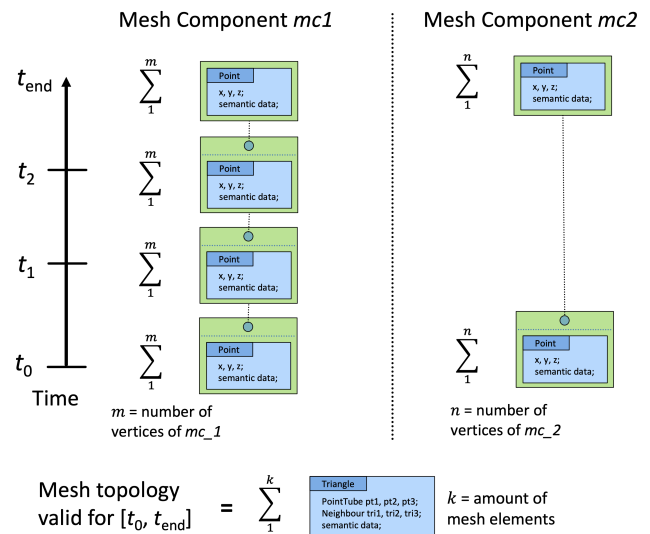 Mesh Component mc1
Mesh Component mc2
t_end
t_2
t_1
t_0
Time
m
∑
1
Point
x, y, z;
semantic data;
m
∑
1
Point
x, y, z;
semantic data;
m
∑
1
Point
x, y, z;
semantic data;
m
∑
1
Point
x, y, z;
semantic data;
m = number of
vertices of mc_1
n
∑
1
Point
x, y, z;
semantic data;
n
∑
1
Point
x, y, z;
semantic data;
n = number of
vertices of mc_2
Mesh topology
valid for [t_0, t_end]
=
k
∑
1
Triangle
PointTube pt1, pt2, pt3;
Neighbour tri1, tri2, tri3;
semantic data;
k = amount of
mesh elements